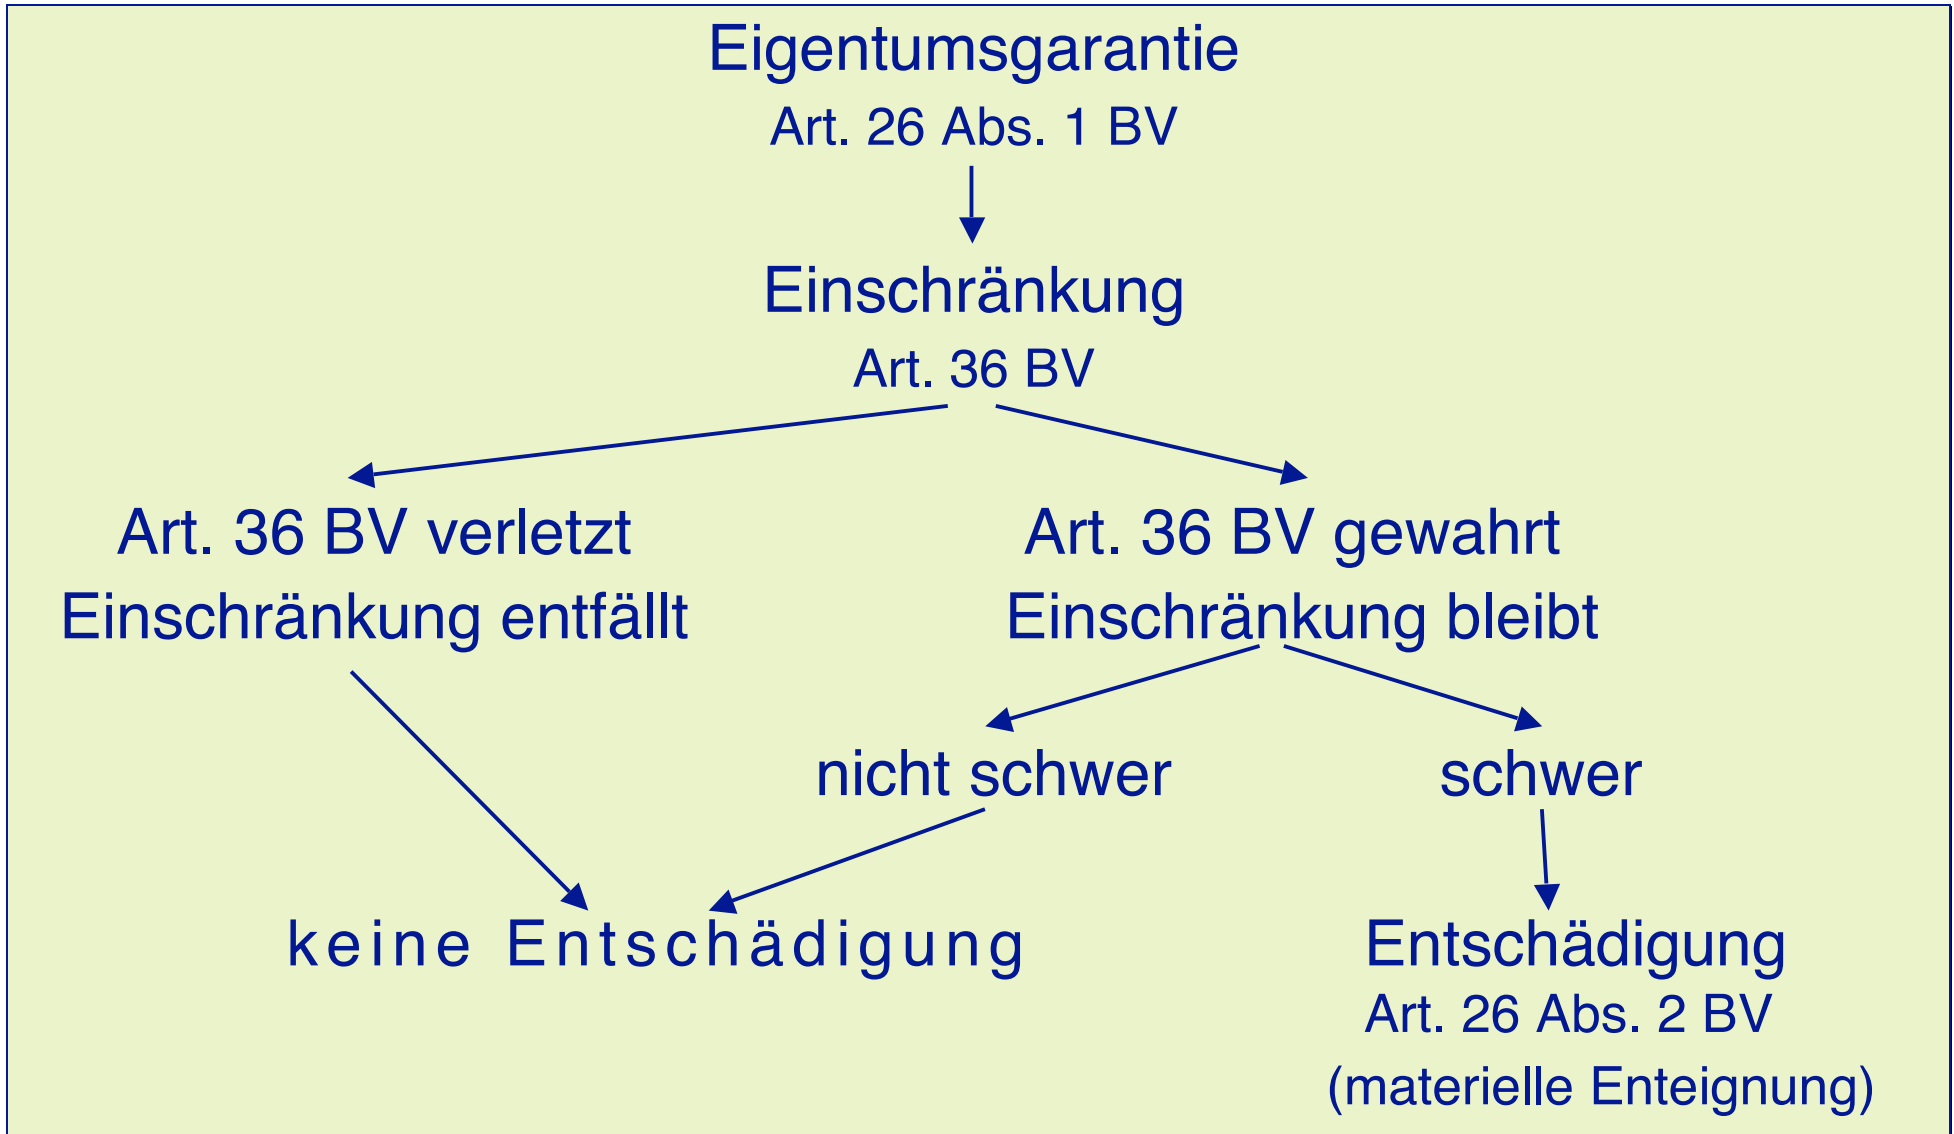 Eigentumsgarantie
Art. 26 Abs. 1 BV
Einschränkung
Art. 36 BV
Art. 36 BV verletzt
Einschränkung entfällt
Art. 36 BV gewahrt
Einschränkung bleibt
nicht schwer
schwer
keine Entschädigung
Entschädigung
Art. 26 Abs. 2 BV
(materielle Enteignung)